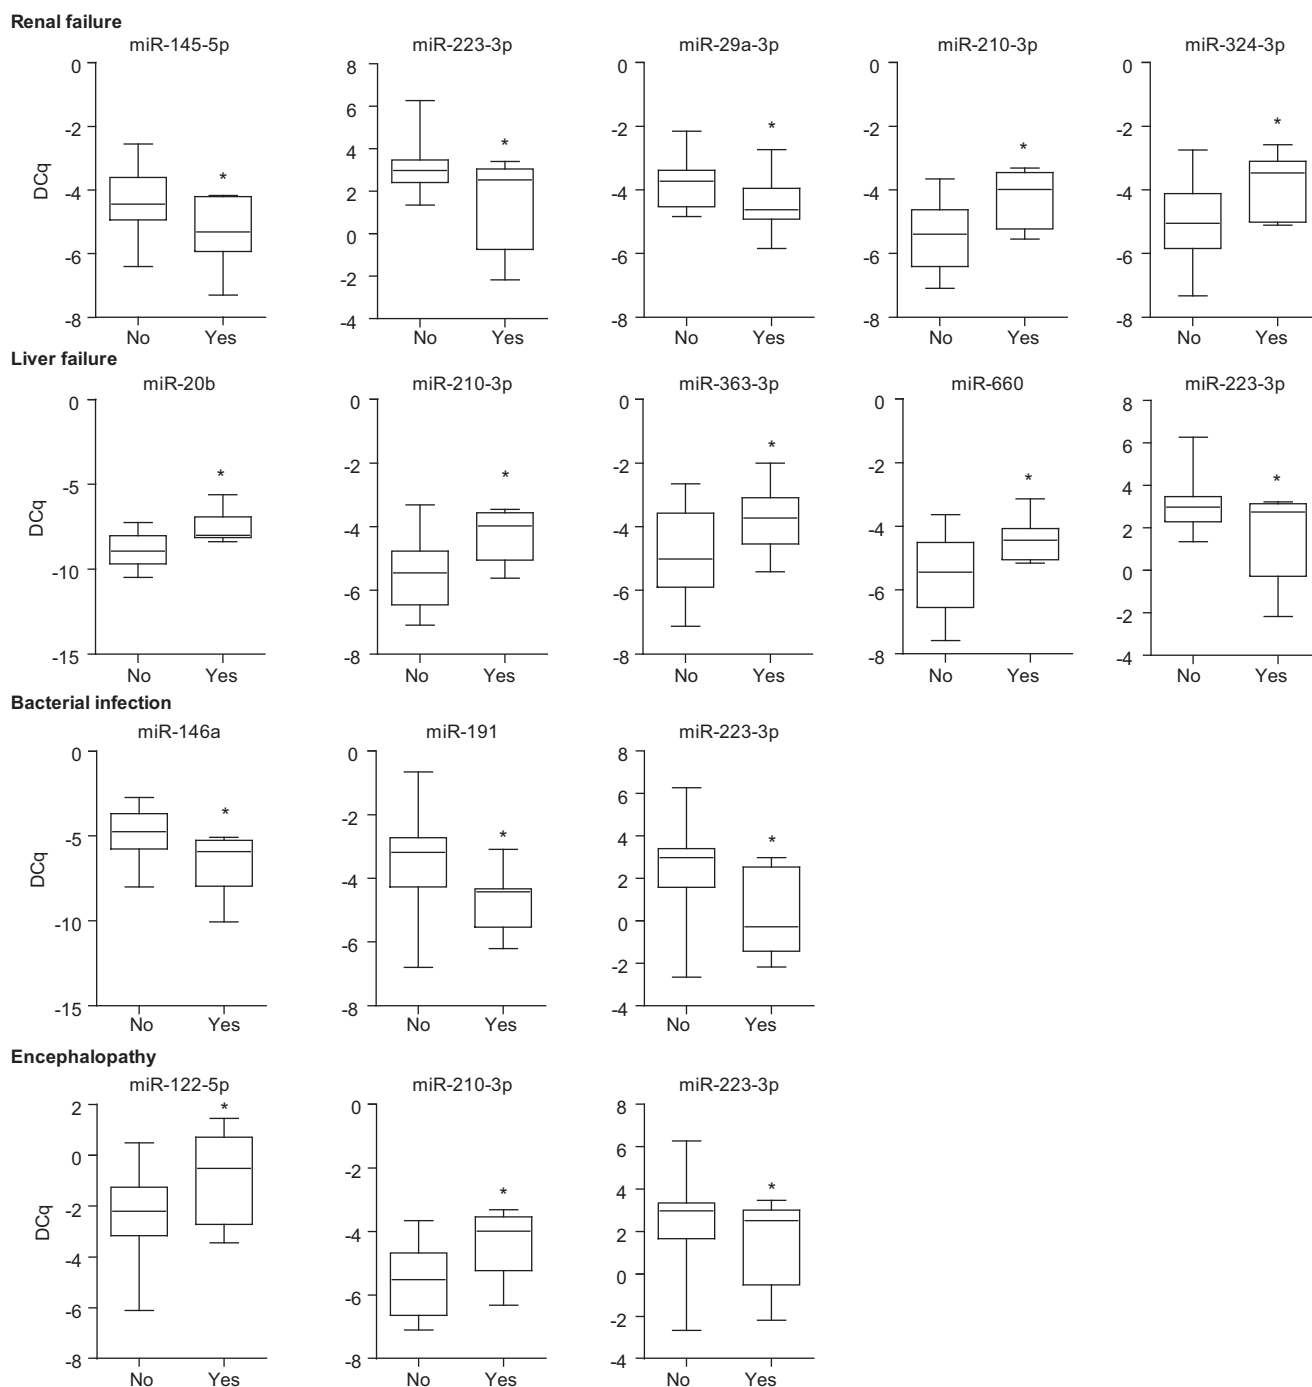 Renal failure
miR-145-5p miR-223-3p miR-29a-3p miR-210-3p miR-324-3p
0 8 0 0 0
6
-2 * 4 * -2 * -2 * -2 *
DCq
-4 * 2 -4 -4 -4
0
-6 -2 -6 -6 -6
-8 -4 -8 -8 -8
No Yes No Yes No Yes No Yes No Yes
Liver failure
miR-20b miR-210-3p miR-363-3p miR-660 miR-223-3p
0 0 0 0 8
6
-5 * -2 * -2 * -2 * 4 *
DCq
-4 -4 -4 2
-10 0
-6 -6 -6 -2
-15 -8 -8 -8 -4
No Yes No Yes No Yes No Yes No Yes
Bacterial infection
miR-146a miR-191 miR-223-3p
0 0 8
6
-5 * -2 * 4 *
DCq
-4 2
-10 0
-6 -2
-15 -8 -4
No Yes No Yes No Yes
Encephalopathy
miR-122-5p miR-210-3p miR-223-3p
2 * 0 8
0 6
-2 * 4 *
DCq
-2 -4 2
-4 0
-6 -6 -2
-8 -8 -4
No Yes No Yes No Yes